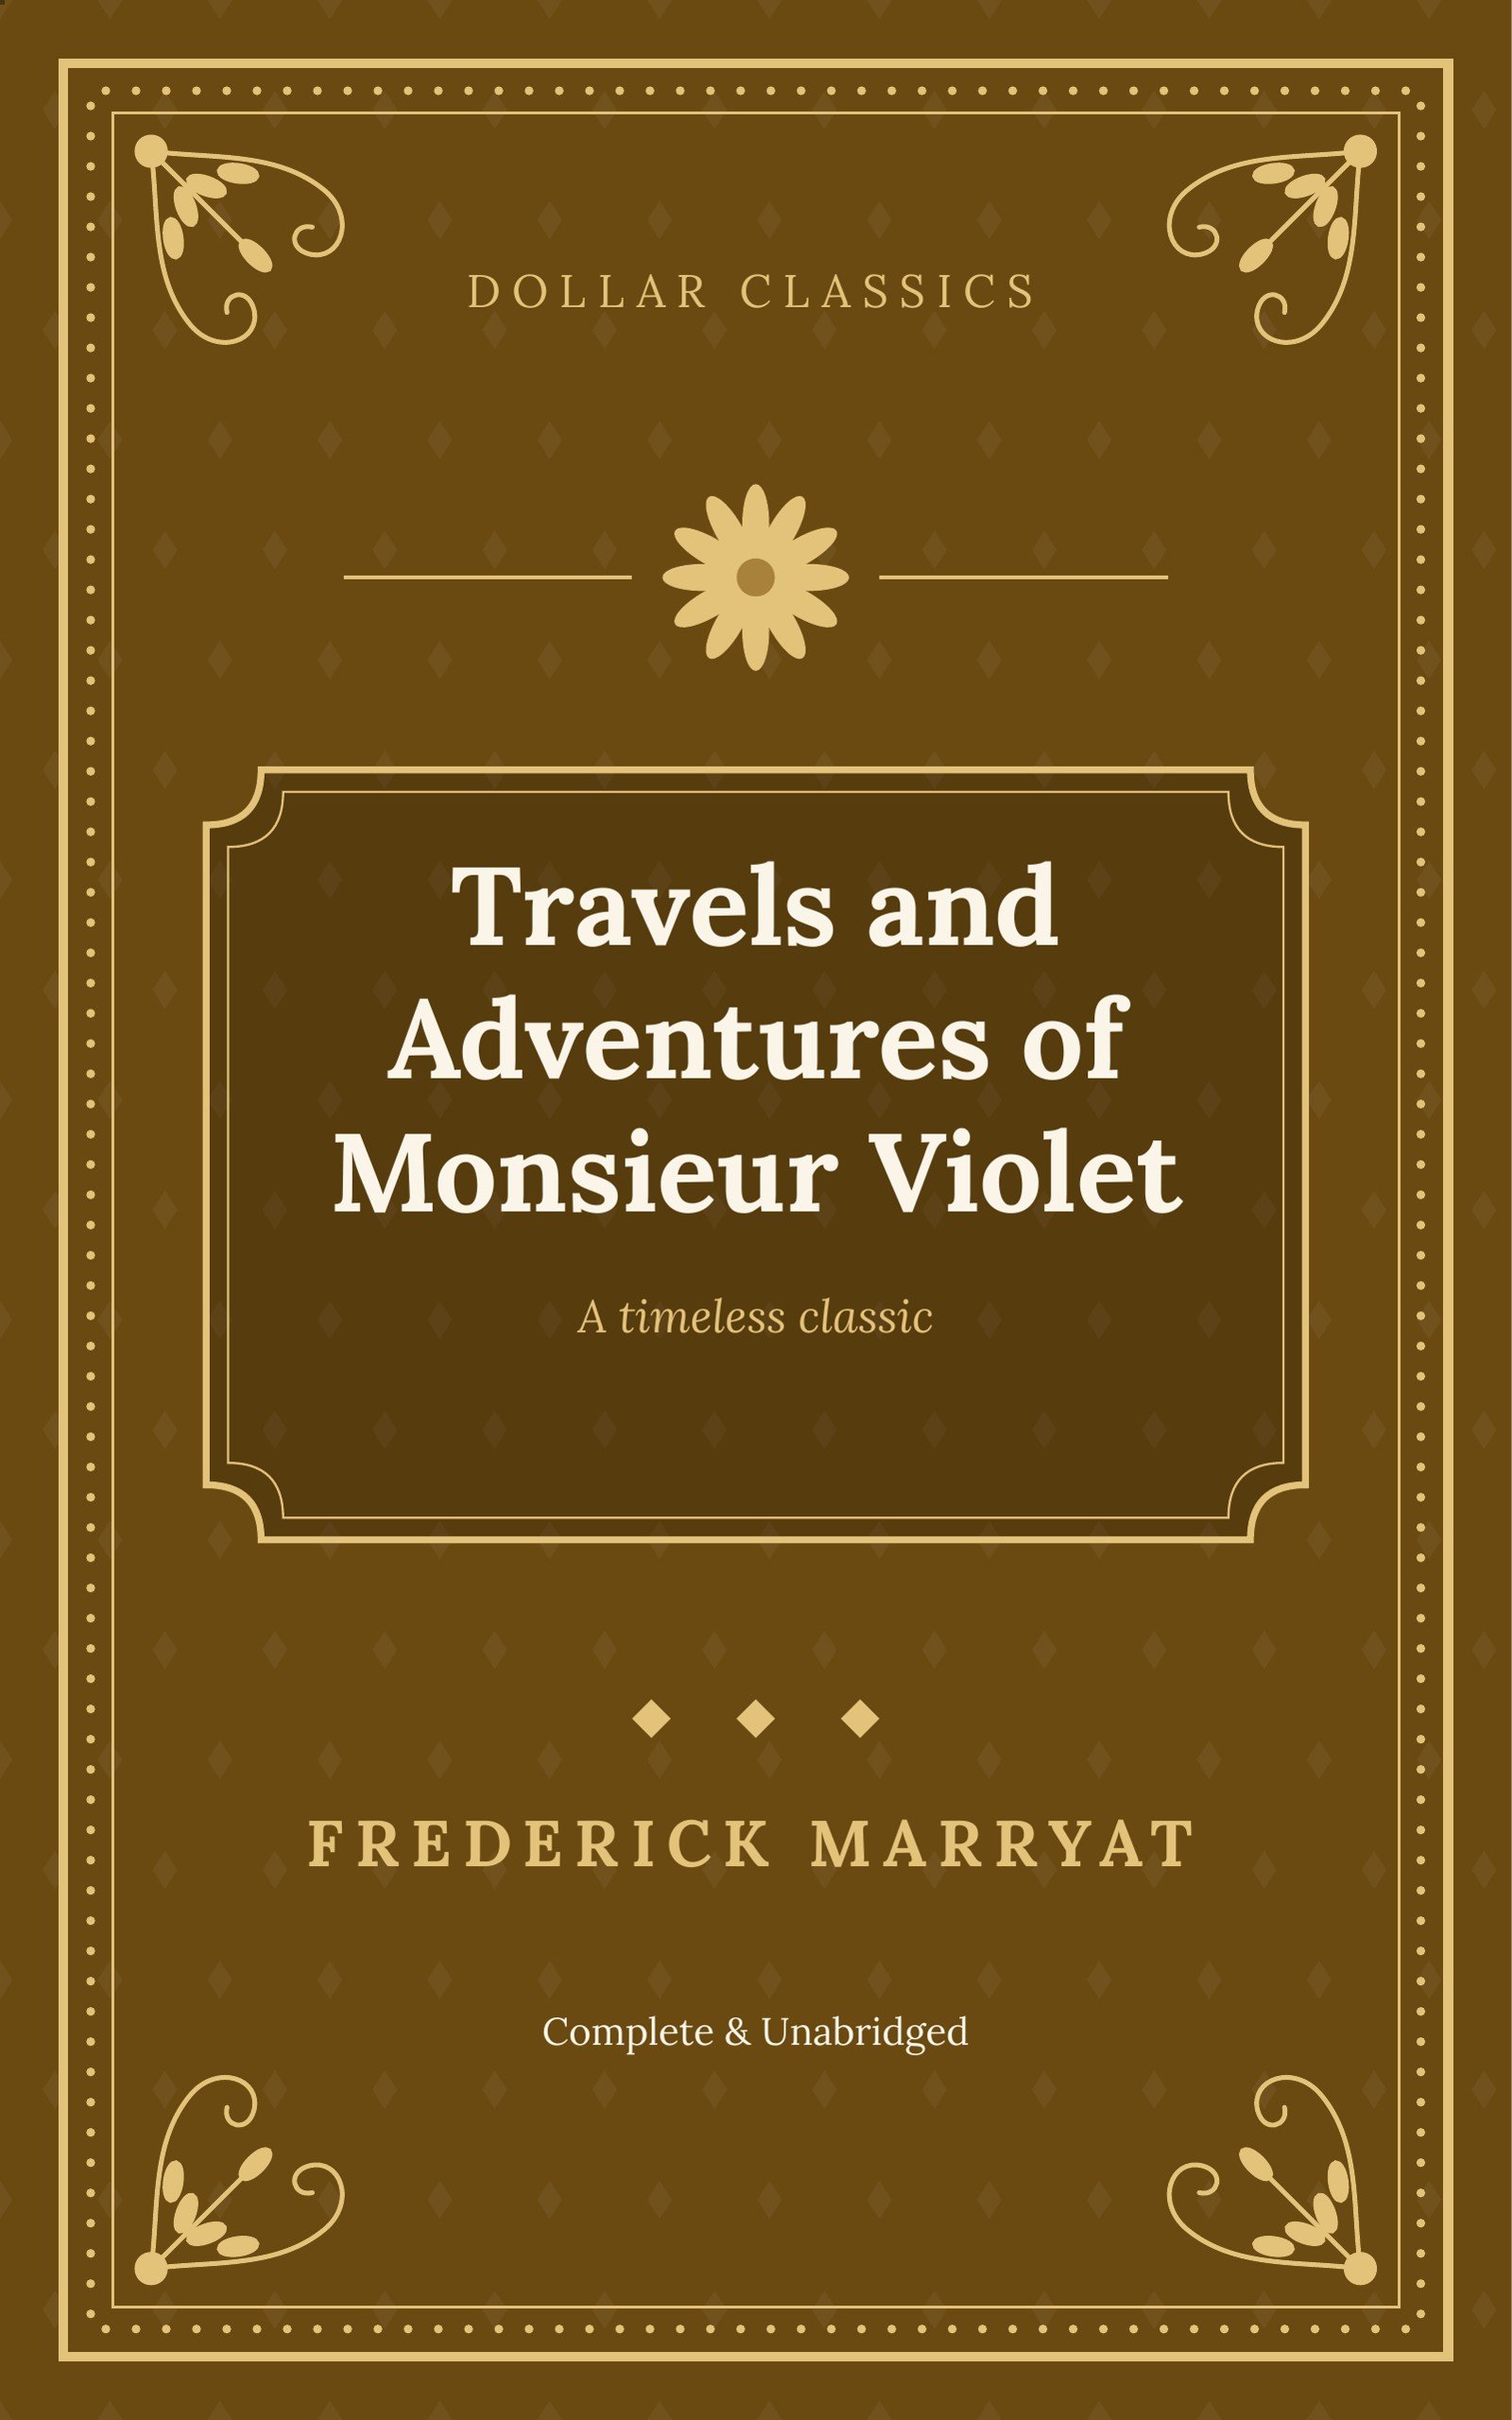 DOLLAR CLASSICS
Travels and
Adventures of
Monsieur Violet
A timeless classic
FREDERICK MARRYAT
Complete & Unabridged